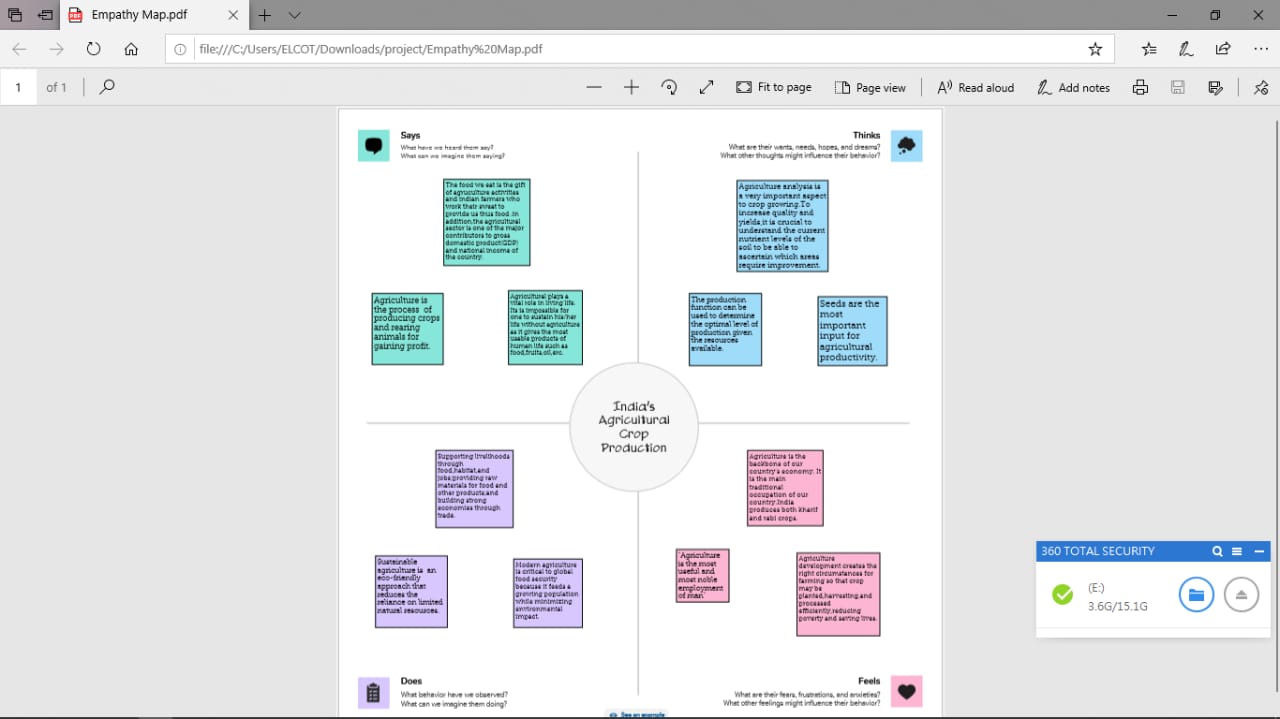 Empathy Map.pdf
file:///C:/Users/ELCOT/Downloads/project/Empathy%20Map.pdf
1 of 1
Fit to page
Page view
Read aloud
Add notes
Says
What have we heard them say?
What can we imagine them saying?
Thinks
What are their wants, needs, hopes, and dreams?
What other thoughts might influence their behavior?
The food we eat is the gift
of agruculture activities
and indian farmers who
work their sweat to
provide us thus food .In
addition,the agricultural
sector is one of the major
contributors to gross
domestic product(GDP)
and national income of
the country.
Agriculture is
the process of
producing crops
and rearing
animals for
gaining profit.
Agricultural plays a
vital role in living life.
Its is impossible for
one to sustain his/her
life without agriculture
as it gives the most
usable products of
human life such as
food,fruits,oil,etc.
Agriculture analysis is
a very important aspect
to crop growing.To
increase quality and
yields,it is crucial to
understand the current
nutrient levels of the
soil to be able to
ascertain which areas
require improvement.
The production
function can be
used to determine
the optimal level of
production given
the resources
available.
Seeds are the
most
important
input for
agricultural
productivity.
India's
Agricultural
Crop
Production
Supporting livelihoods
through
food,habitat,and
jobs;providing raw
materials for food and
other products;and
building strong
economies through
trade.
Sustainable
agriculture is an
eco-friendly
approach that
reduces the
reliance on limited
natural resources.
Modern agriculture
is critical to global
food security
because it feeds a
growing population
while minimizing
environmental
impact.
Agriculture is the
backbone of our
country's economy. It
is the main
traditional
occupation of our
country.India
produces both kharif
and rabi crops.
'Agriculture
is the most
useful and
most noble
employment
of man'
Agriculture
development creates the
right circumstances for
farming so that crop
may be
planted,harvesting,and
processed
efficiently,reducing
poverty and saving lives.
Does
What behavior have we observed?
What can we imagine them doing?
Feels
What are their fears, frustrations, and anxieties?
What other feelings might influence their behavior?
See an example
360 TOTAL SECURITY
(E:)
3.6G/13.1G